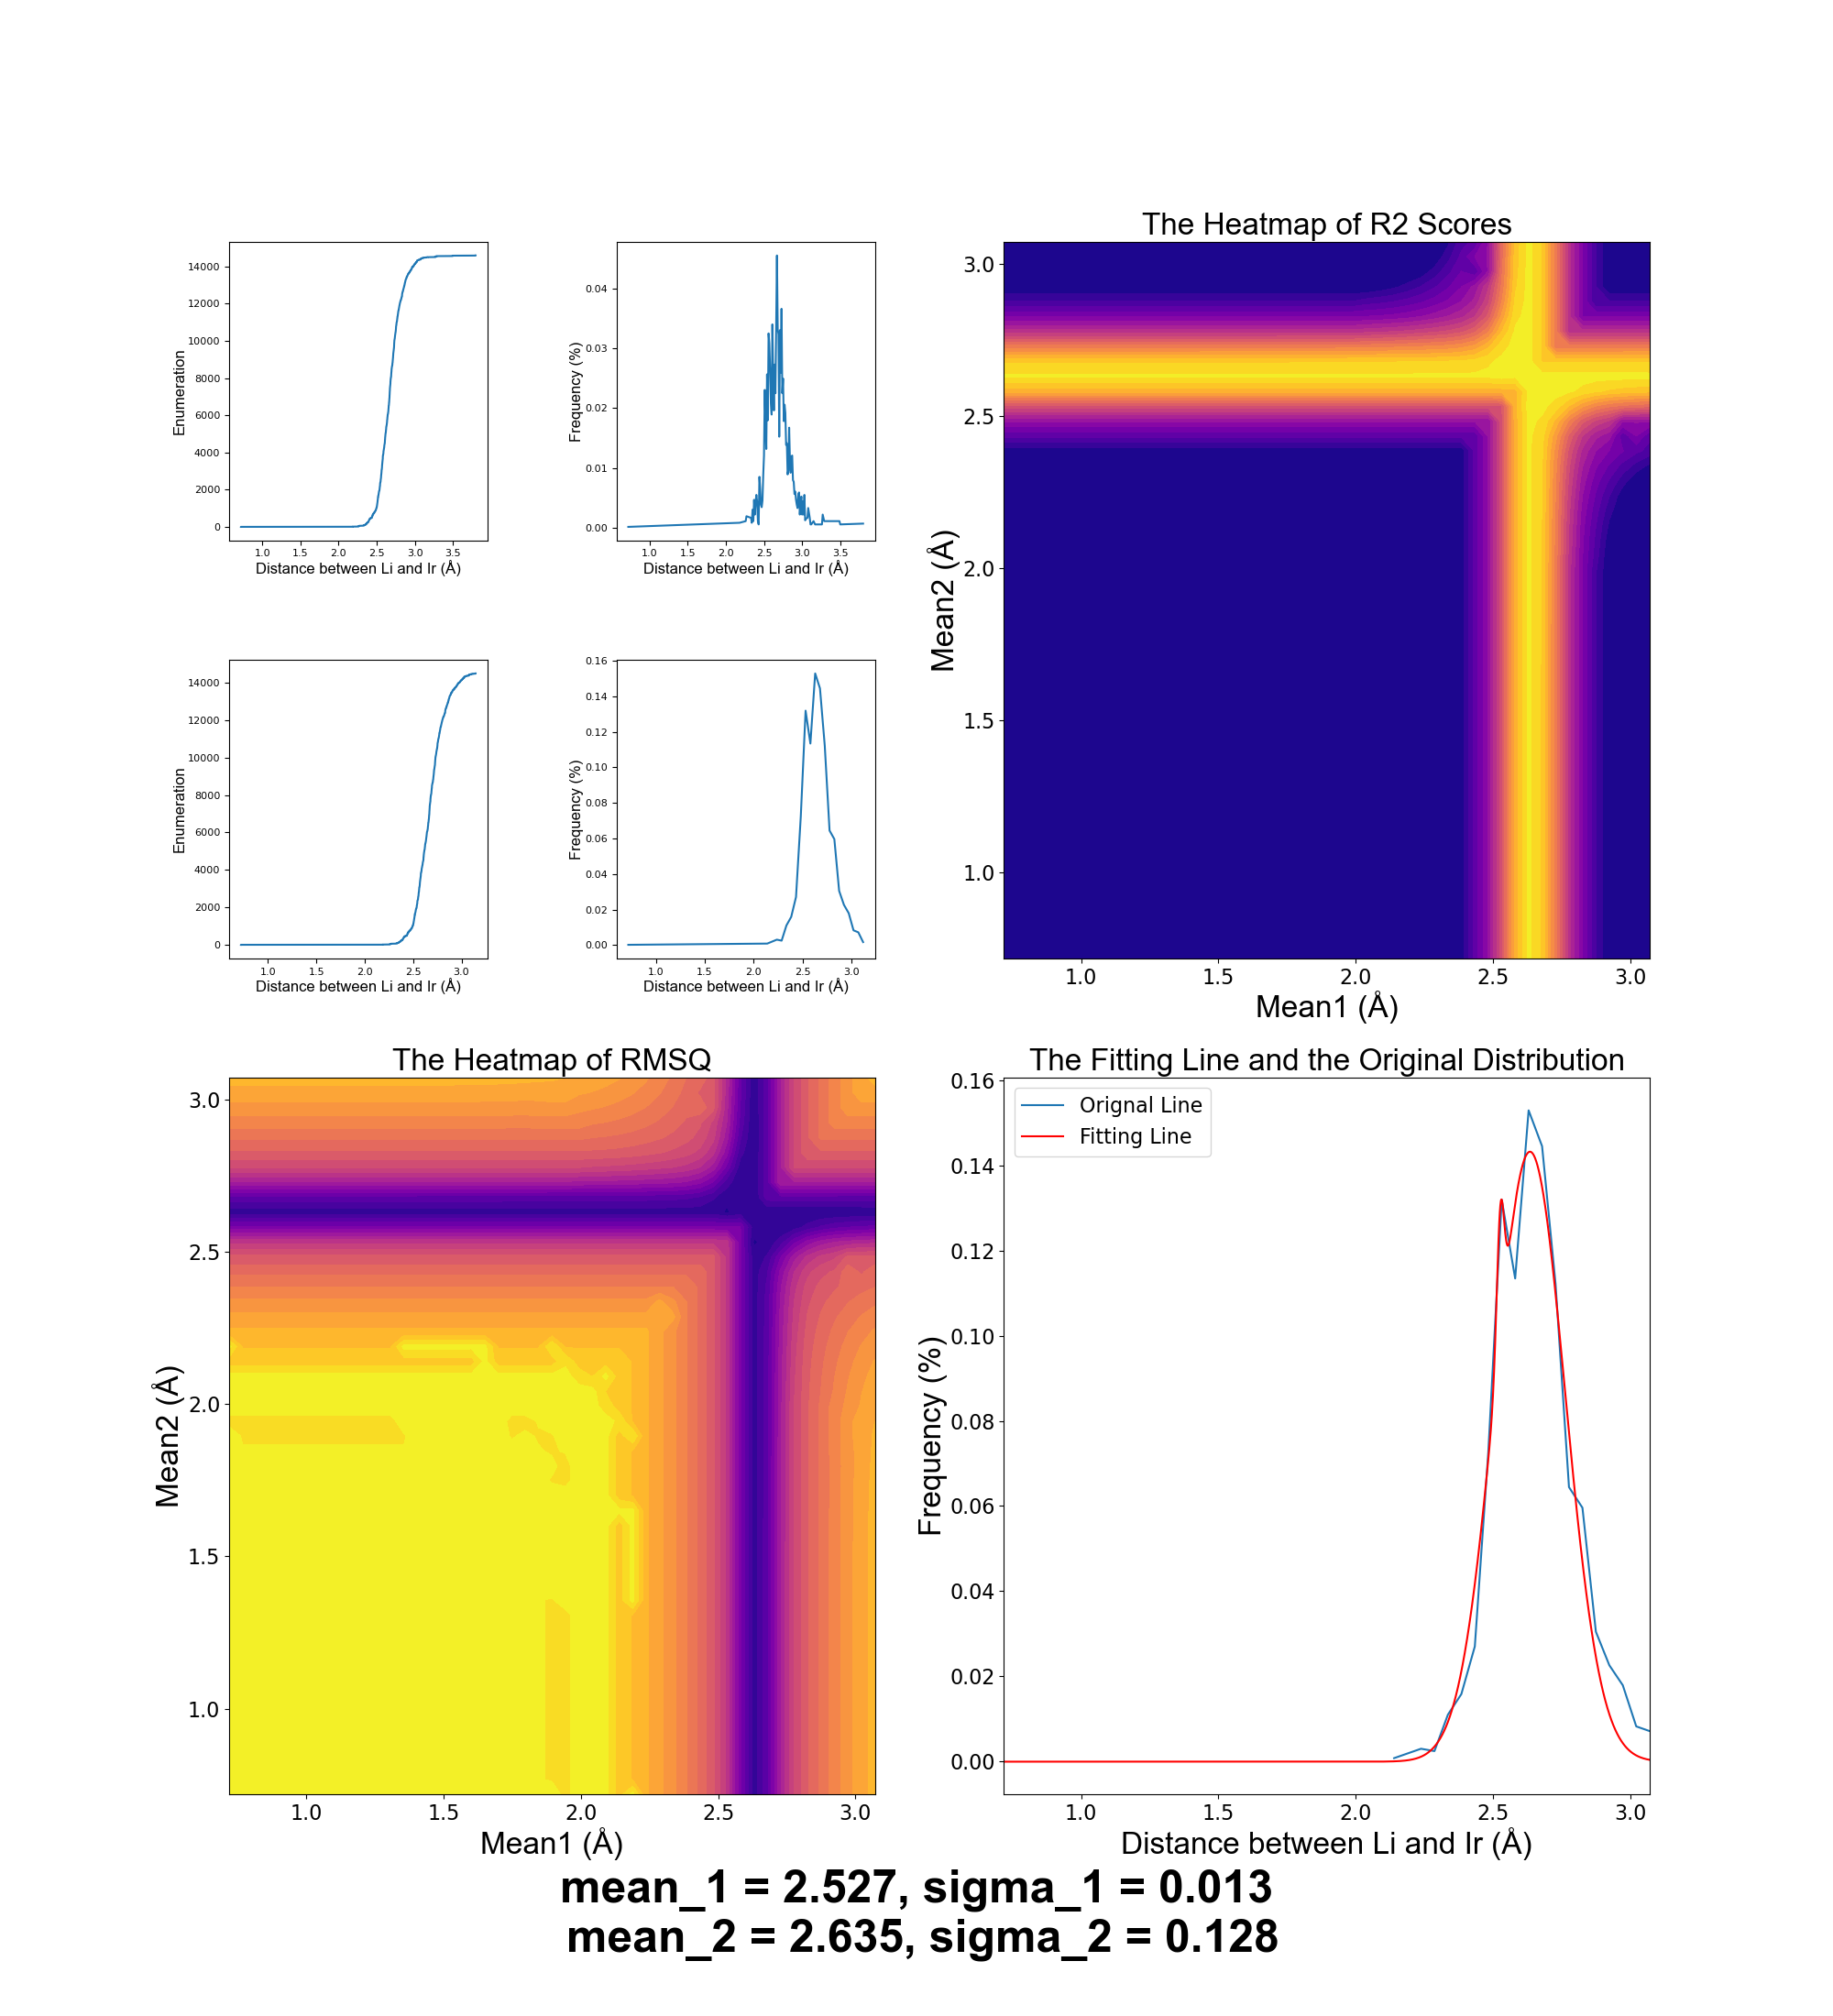 The Heatmap of R2 Scores
14000
12000
10000
8000
6000
4000
2000
0
Enumeration
1.0 1.5 2.0 2.5 3.0 3.5
Distance between Li and Ir (Å)
0.04
0.03
0.02
0.01
0.00
Frequency (%)
1.0 1.5 2.0 2.5 3.0 3.5
Distance between Li and Ir (Å)
3.0
2.5
2.0
1.5
1.0
Mean2 (Å)
1.0 1.5 2.0 2.5 3.0
Mean1 (Å)
14000
12000
10000
8000
6000
4000
2000
0
Enumeration
1.0 1.5 2.0 2.5 3.0
Distance between Li and Ir (Å)
0.16
0.14
0.12
0.10
0.08
0.06
0.04
0.02
0.00
Frequency (%)
1.0 1.5 2.0 2.5 3.0
Distance between Li and Ir (Å)
The Heatmap of RMSQ
3.0
2.5
2.0
1.5
1.0
Mean2 (Å)
1.0 1.5 2.0 2.5 3.0
Mean1 (Å)
The Fitting Line and the Original Distribution
Orignal Line
Fitting Line
0.16
0.14
0.12
0.10
0.08
0.06
0.04
0.02
0.00
Frequency (%)
1.0 1.5 2.0 2.5 3.0
Distance between Li and Ir (Å)
mean_1 = 2.527, sigma_1 = 0.013
mean_2 = 2.635, sigma_2 = 0.128